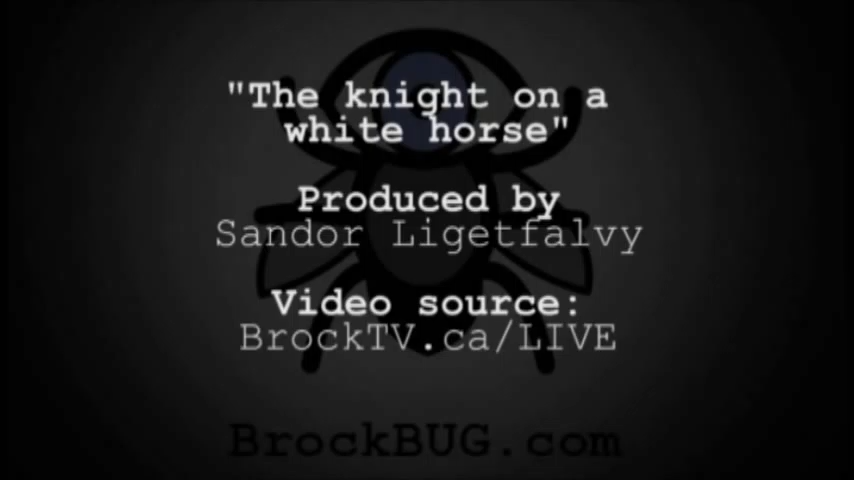 "The knight on a
white horse"
Produced by
Sandor Ligetfalvy
Video source:
BrockTV.ca/LIVE
BrockBUG.com